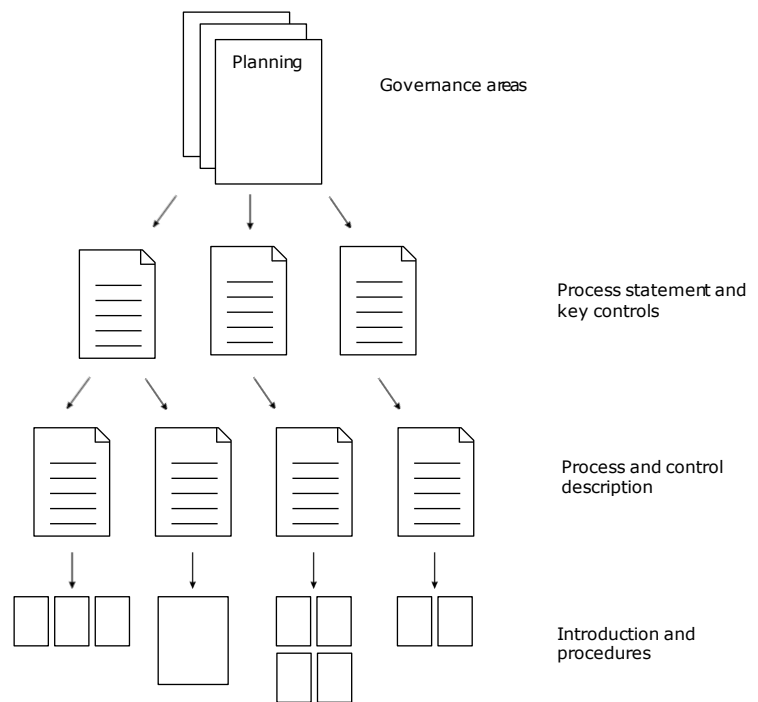 Planning
Governance areas
Process statement and
key controls
Process and control
description
Introduction and
procedures